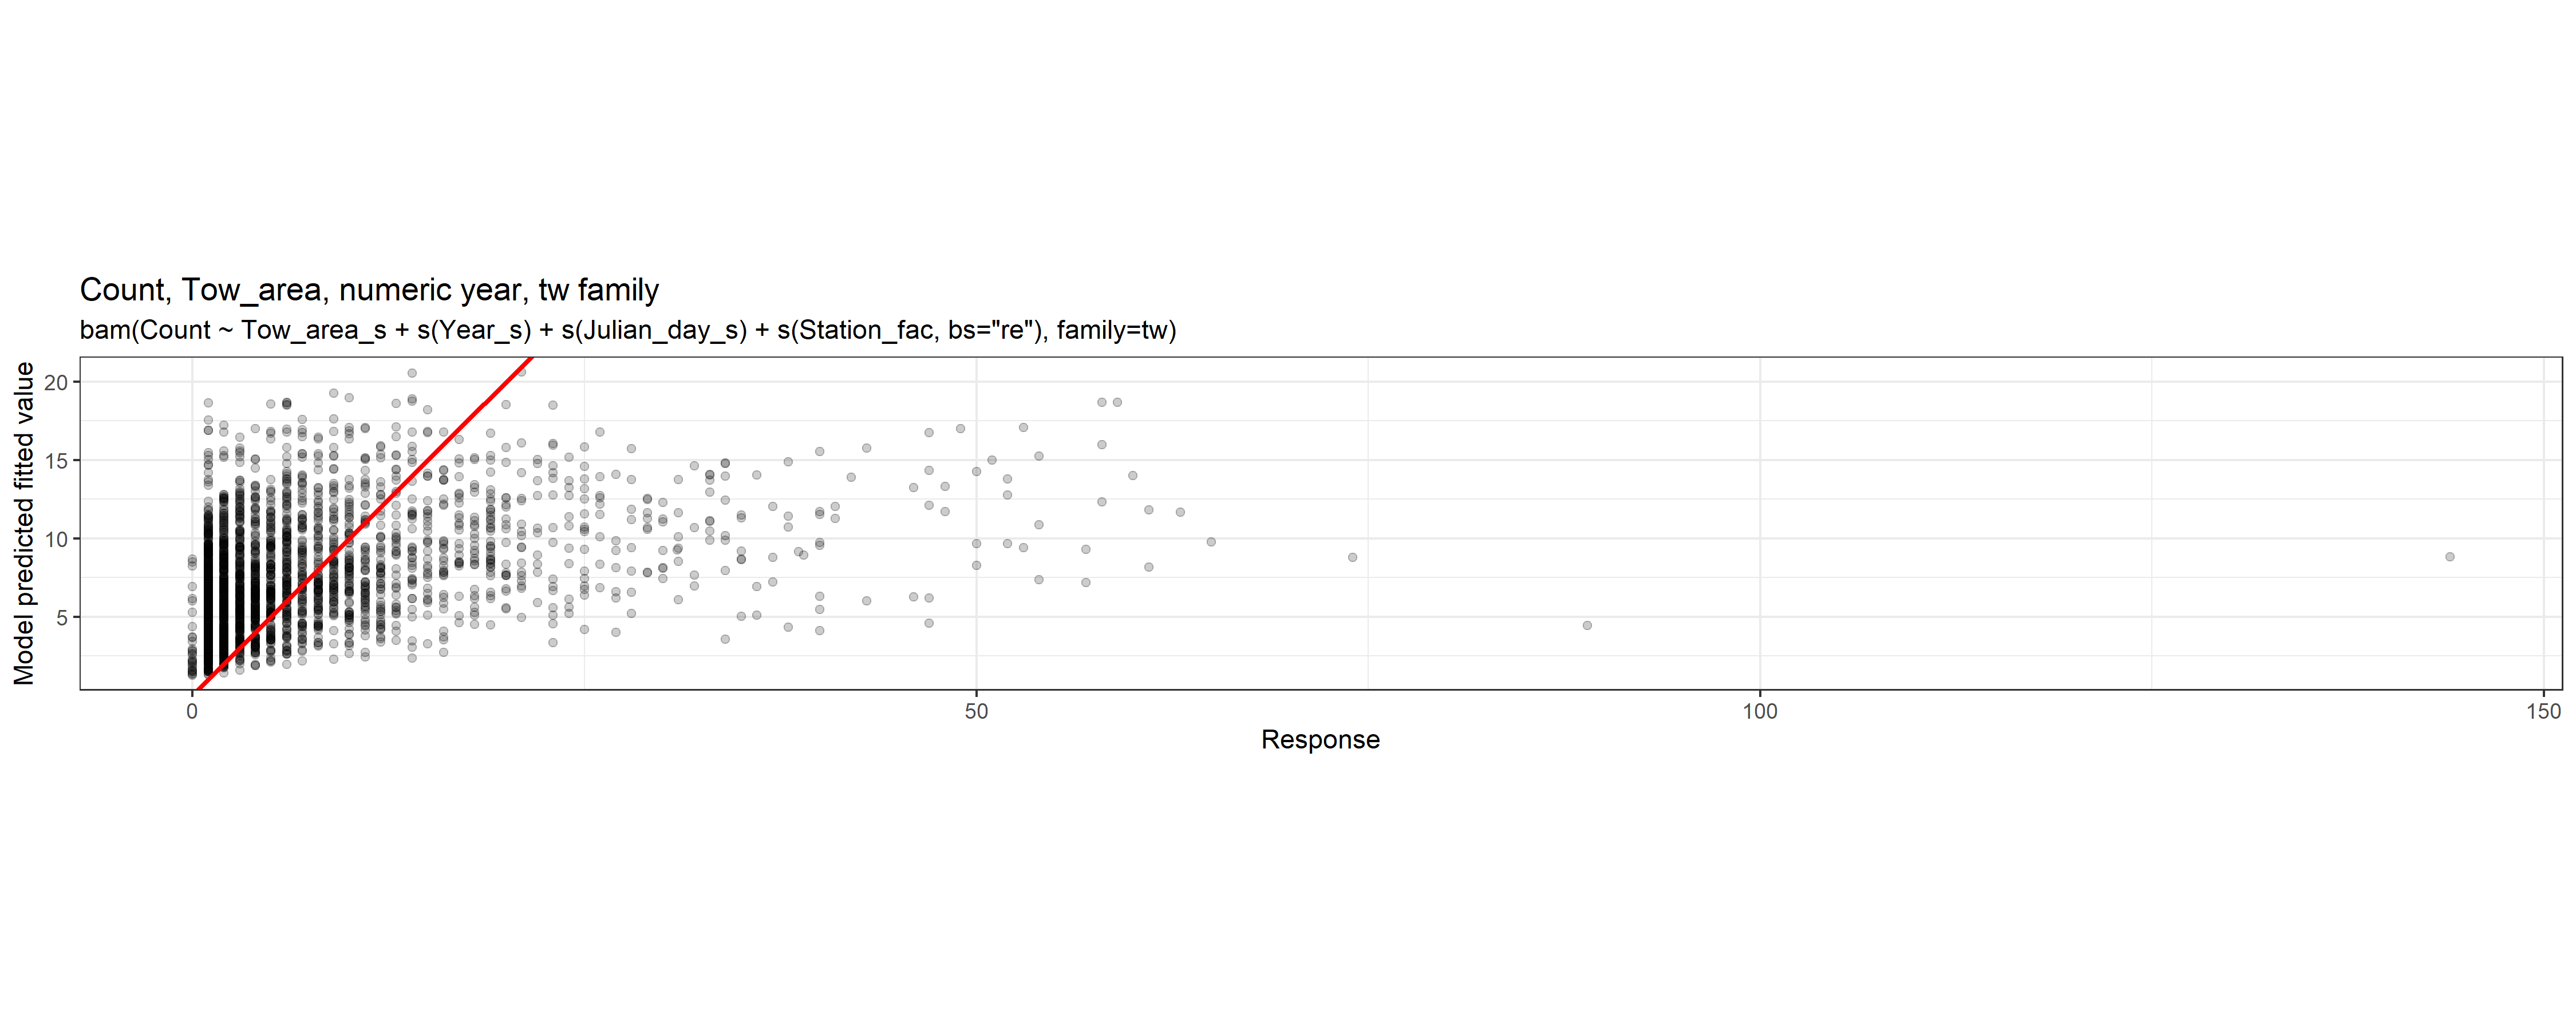 Count, Tow_area, numeric year, tw family
bam(Count ~ Tow_area_s + s(Year_s) + s(Julian_day_s) + s(Station_fac, bs="re"), family=tw)
Model predicted fitted value
20
15
10
5
0
50
100
150
Response